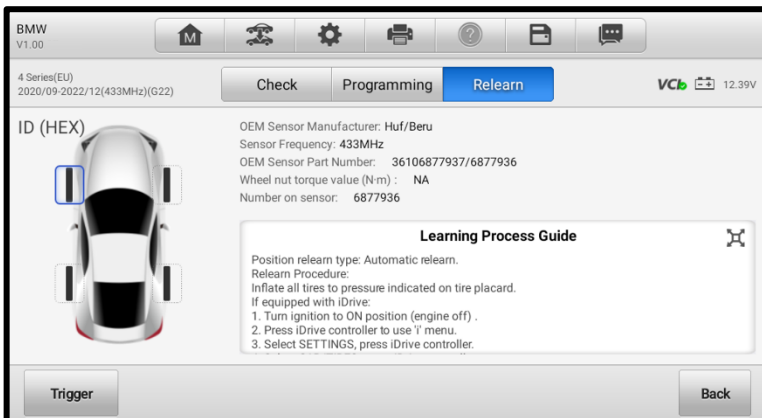 BMW
V1.00
M
?
4 Series(EU)
2020/09-2022/12(433MHz)(G22)
Check
Programming
Relearn
VCI
12.39V
ID (HEX)
OEM Sensor Manufacturer: Huf/Beru
Sensor Frequency: 433MHz
OEM Sensor Part Number: 36106877937/6877936
Wheel nut torque value (N·m) : NA
Number on sensor: 6877936
Learning Process Guide
Position relearn type: Automatic relearn.
Relearn Procedure:
Inflate all tires to pressure indicated on tire placard.
If equipped with iDrive:
1. Turn ignition to ON position (engine off) .
2. Press iDrive controller to use 'i' menu.
3. Select SETTINGS, press iDrive controller.
Trigger
Back